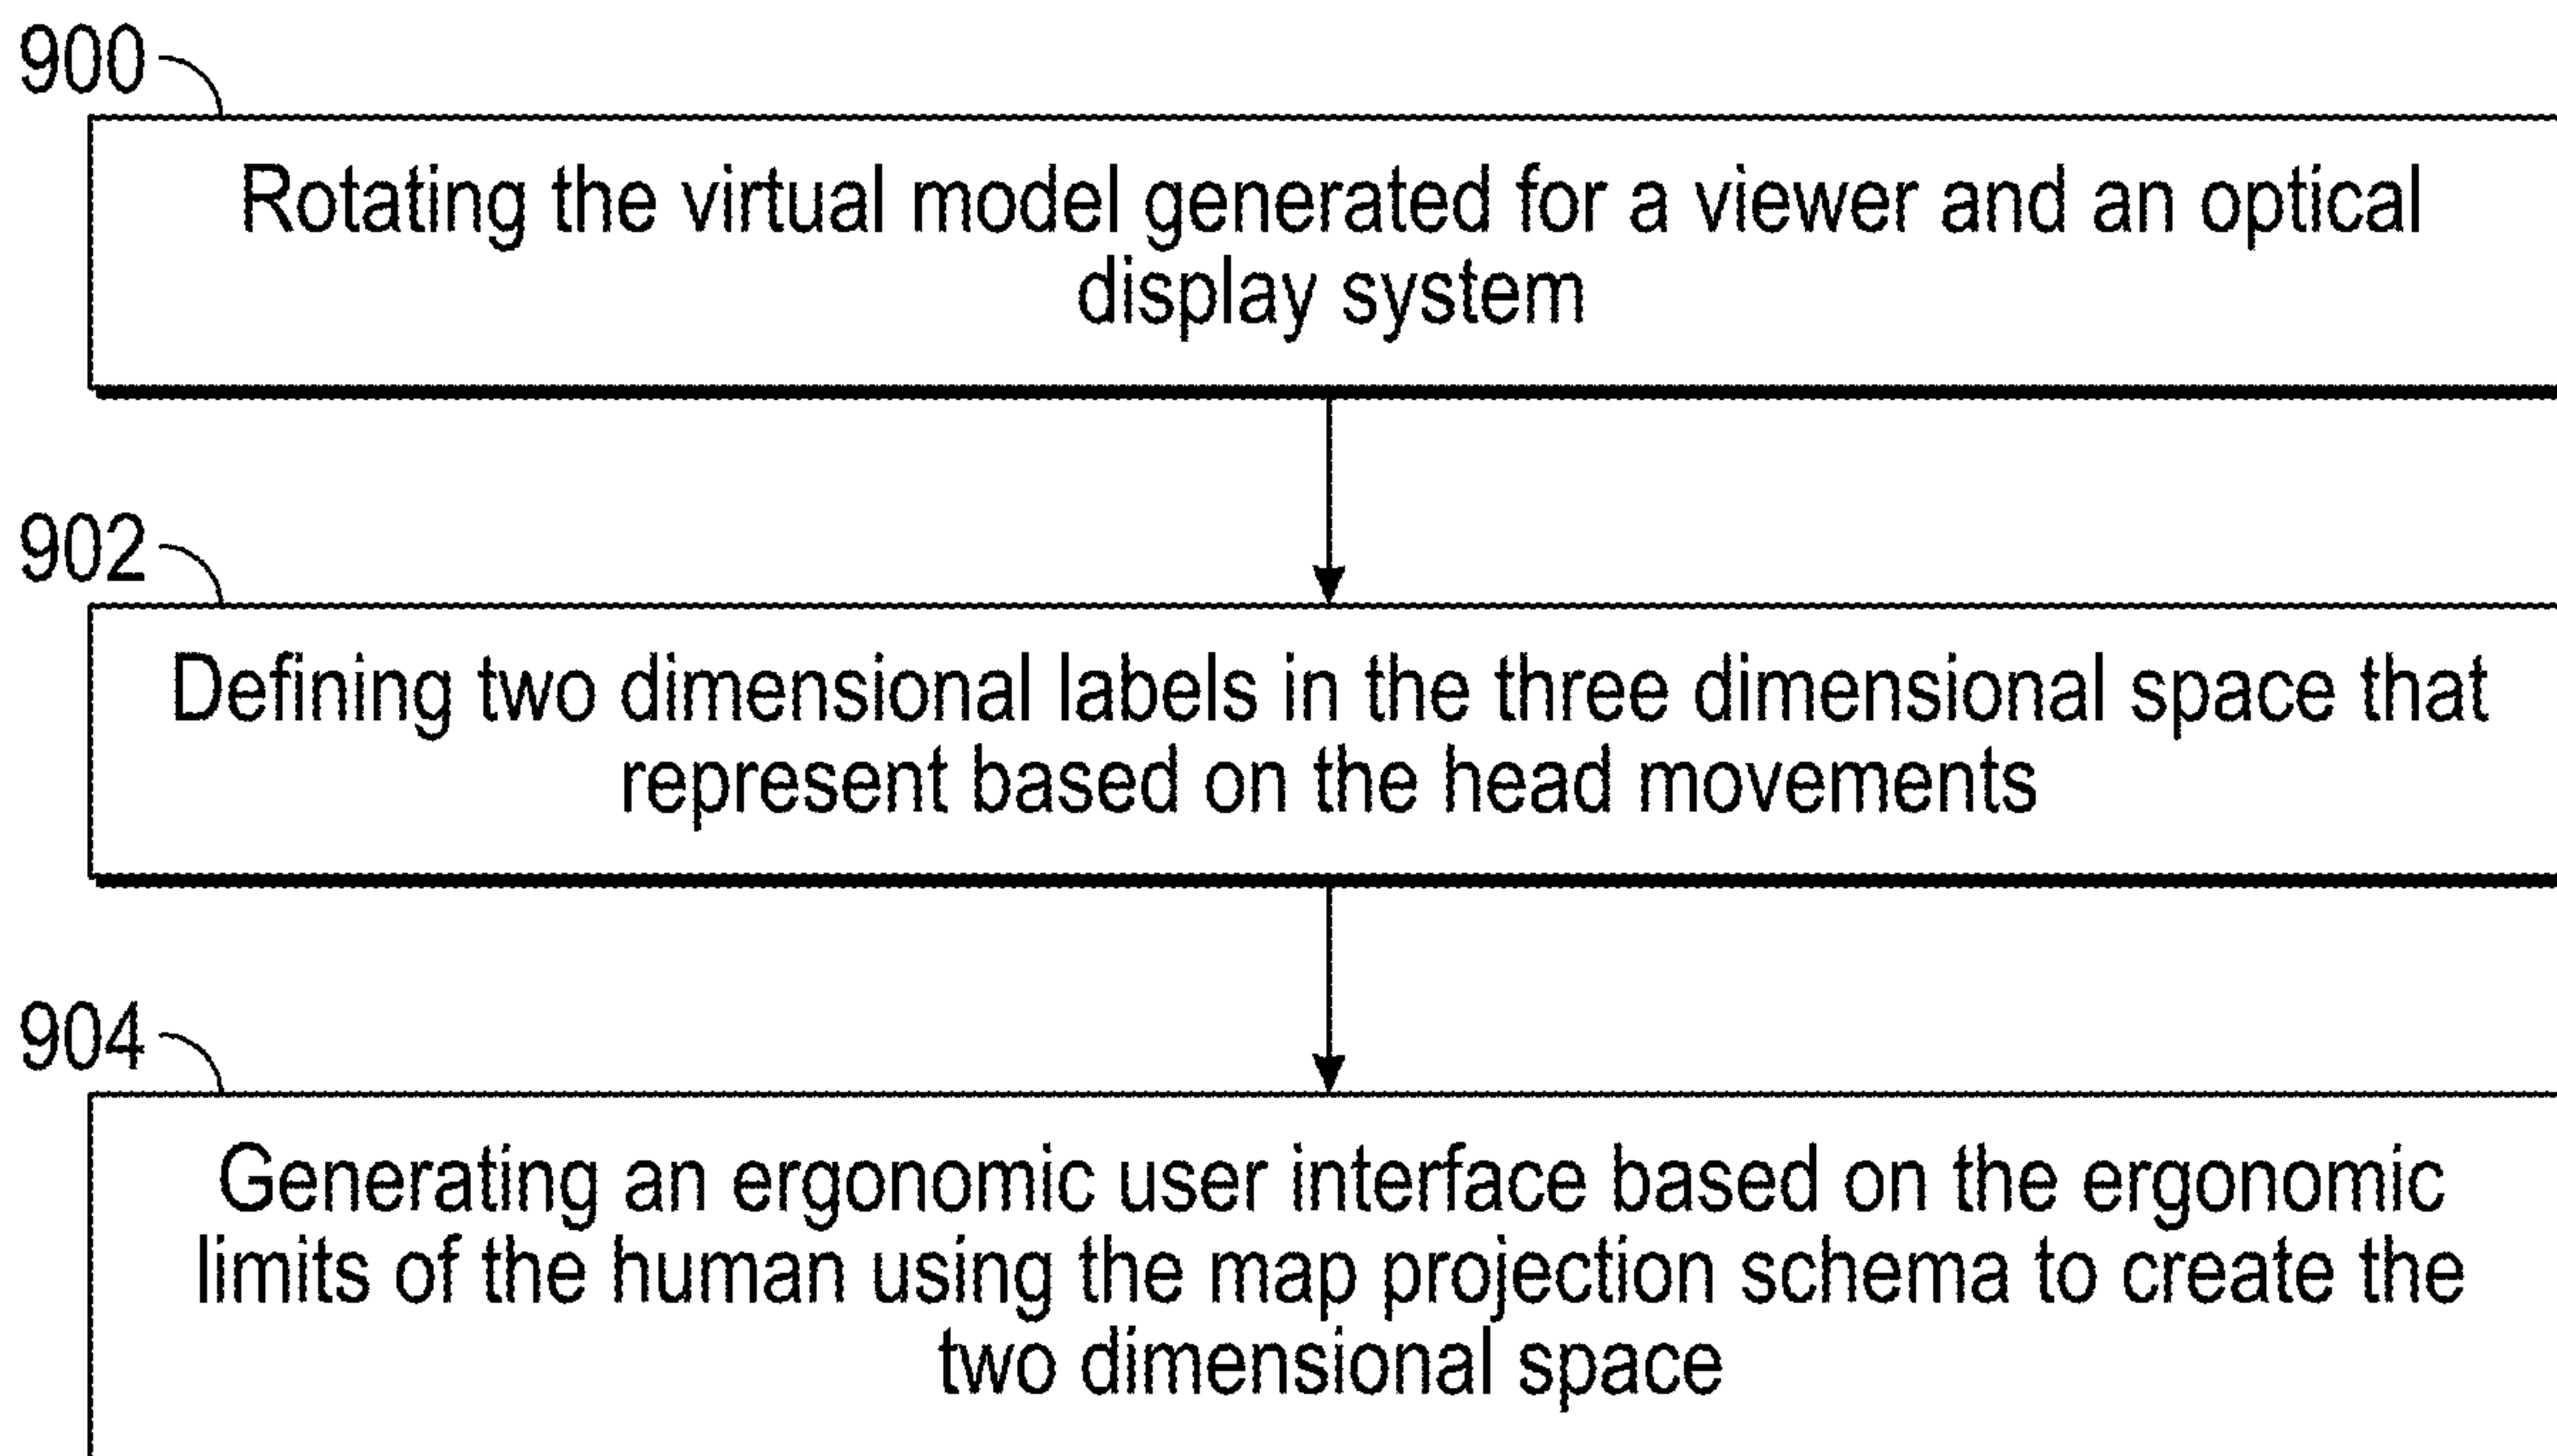 900
Rotating the virtual model generated for a viewer and an optical
display system
902
Defining two dimensional labels in the three dimensional space that
represent based on the head movements
904
Generating an ergonomic user interface based on the ergonomic
limits of the human using the map projection schema to create the
two dimensional space